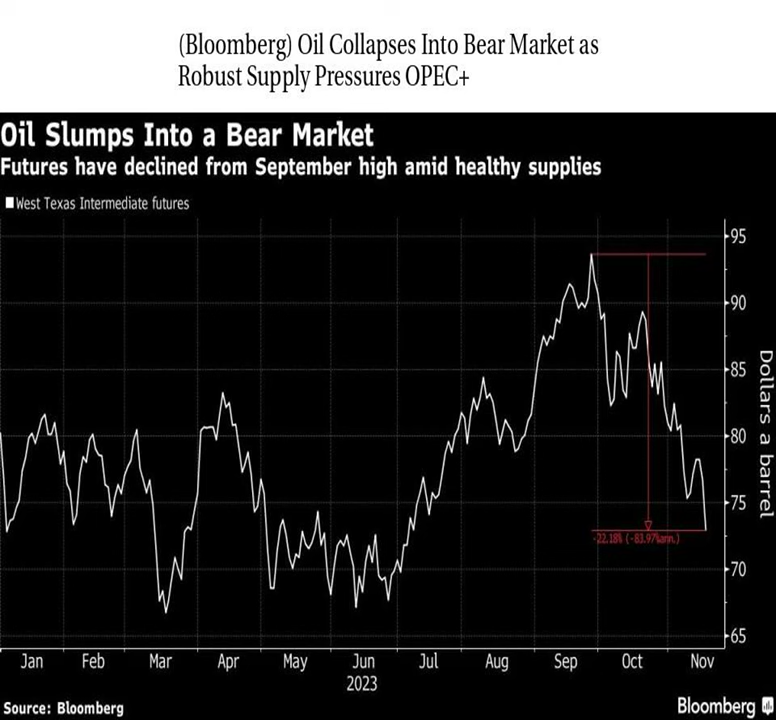 (Bloomberg) Oil Collapses Into Bear Market as
Robust Supply Pressures OPEC+
Oil Slumps Into a Bear Market
Futures have declined from September high amid healthy supplies
West Texas Intermediate futures
95
90
85
80
75
70
65
Dollars a barrel
-22.18% (-83.97%ann.)
Jan Feb Mar Apr May Jun Jul Aug Sep Oct Nov
2023
Source: Bloomberg
Bloomberg